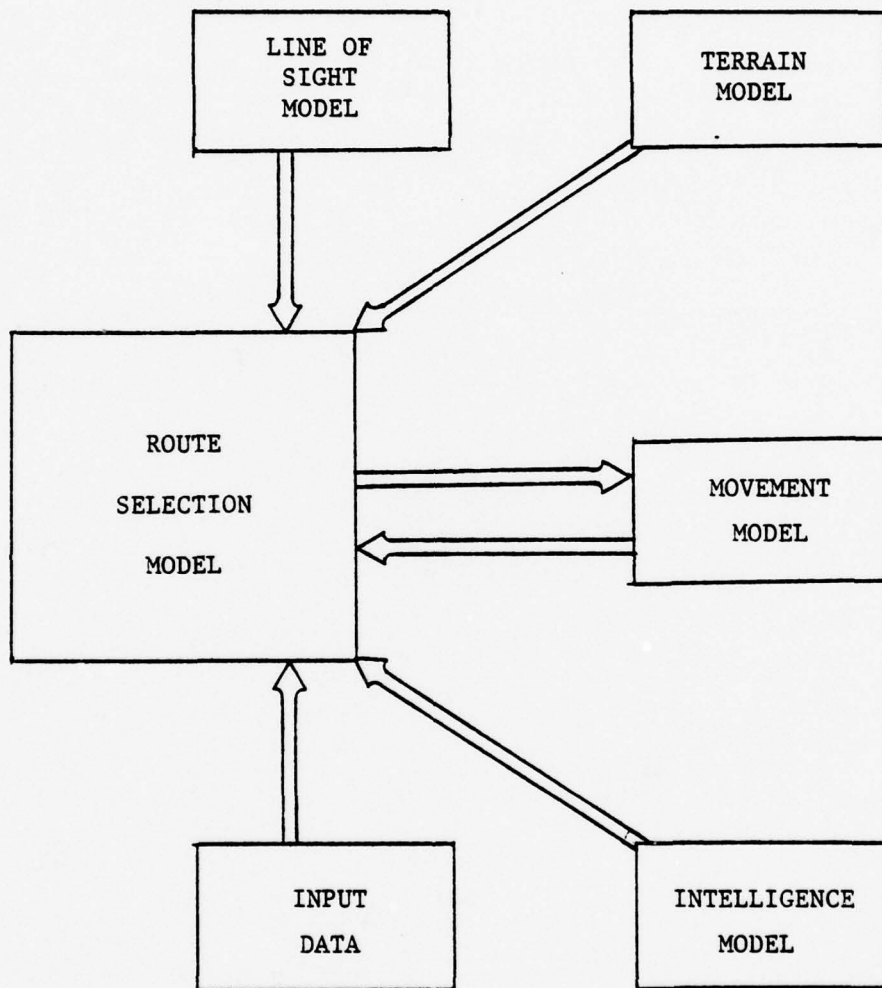 LINE OF
SIGHT
MODEL
TERRAIN
MODEL
ROUTE
SELECTION
MODEL
MOVEMENT
MODEL
INPUT
DATA
INTELLIGENCE
MODEL